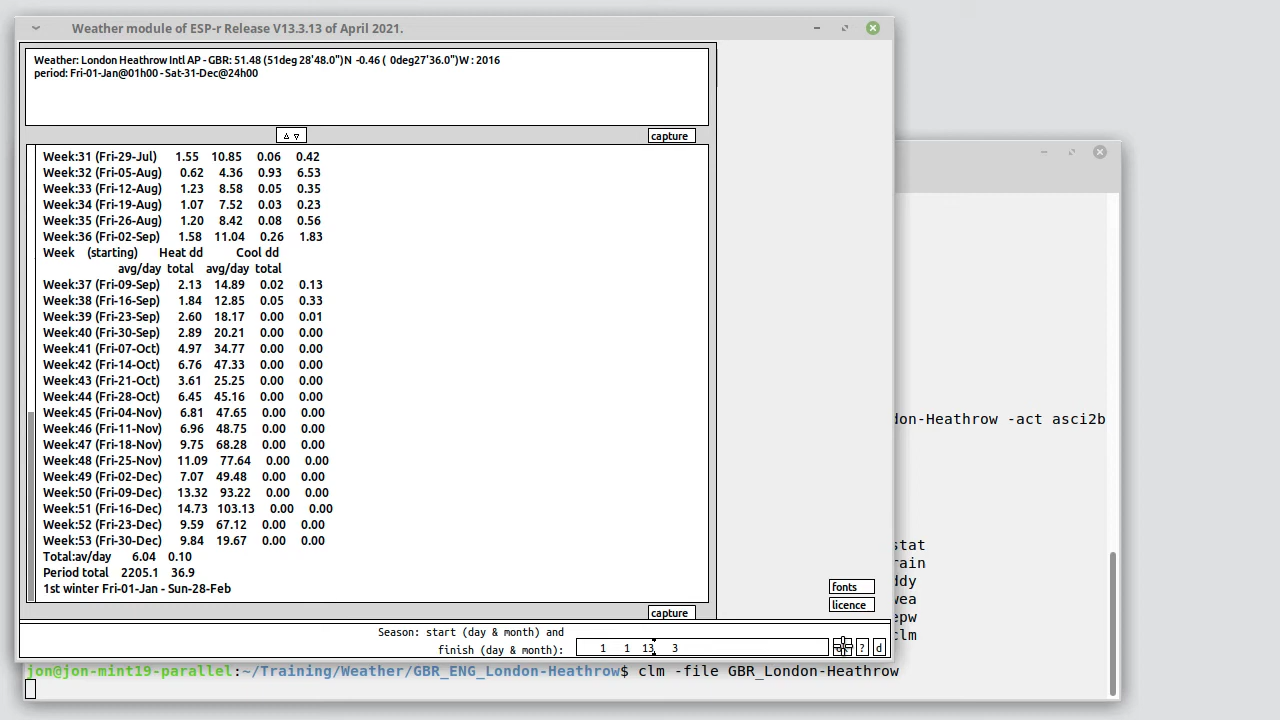 Weather module of ESP-r Release V13.3.13 of April 2021.
Weather: London Heathrow Intl AP - GBR: 51.48 (51deg 28'48.0")N -0.46 ( 0deg27'36.0")W : 2016
period: Fri-01-Jan@01h00 - Sat-31-Dec@24h00
capture
Week:31 (Fri-29-Jul) 1.55 10.85 0.06 0.42
Week:32 (Fri-05-Aug) 0.62 4.36 0.93 6.53
Week:33 (Fri-12-Aug) 1.23 8.58 0.05 0.35
Week:34 (Fri-19-Aug) 1.07 7.52 0.03 0.23
Week:35 (Fri-26-Aug) 1.20 8.42 0.08 0.56
Week:36 (Fri-02-Sep) 1.58 11.04 0.26 1.83
Week (starting) Heat dd Cool dd
avg/day total avg/day total
Week:37 (Fri-09-Sep) 2.13 14.89 0.02 0.13
Week:38 (Fri-16-Sep) 1.84 12.85 0.05 0.33
Week:39 (Fri-23-Sep) 2.60 18.17 0.00 0.01
Week:40 (Fri-30-Sep) 2.89 20.21 0.00 0.00
Week:41 (Fri-07-Oct) 4.97 34.77 0.00 0.00
Week:42 (Fri-14-Oct) 6.76 47.33 0.00 0.00
Week:43 (Fri-21-Oct) 3.61 25.25 0.00 0.00
Week:44 (Fri-28-Oct) 6.45 45.16 0.00 0.00
Week:45 (Fri-04-Nov) 6.81 47.65 0.00 0.00
Week:46 (Fri-11-Nov) 6.96 48.75 0.00 0.00
Week:47 (Fri-18-Nov) 9.75 68.28 0.00 0.00
Week:48 (Fri-25-Nov) 11.09 77.64 0.00 0.00
Week:49 (Fri-02-Dec) 7.07 49.48 0.00 0.00
Week:50 (Fri-09-Dec) 13.32 93.22 0.00 0.00
Week:51 (Fri-16-Dec) 14.73 103.13 0.00 0.00
Week:52 (Fri-23-Dec) 9.59 67.12 0.00 0.00
Week:53 (Fri-30-Dec) 9.84 19.67 0.00 0.00
Total:av/day 6.04 0.10
Period total 2205.1 36.9
1st winter Fri-01-Jan - Sun-28-Feb
capture
fonts
licence
Season: start (day & month) and
finish (day & month):
1 1 13 3
? d
don-Heathrow -act asci2b
stat
rain
ddy
wea
epw
clm
jon@jon-mint19-parallel:~/Training/Weather/GBR_ENG_London-Heathrow$ clm -file GBR_London-Heathrow